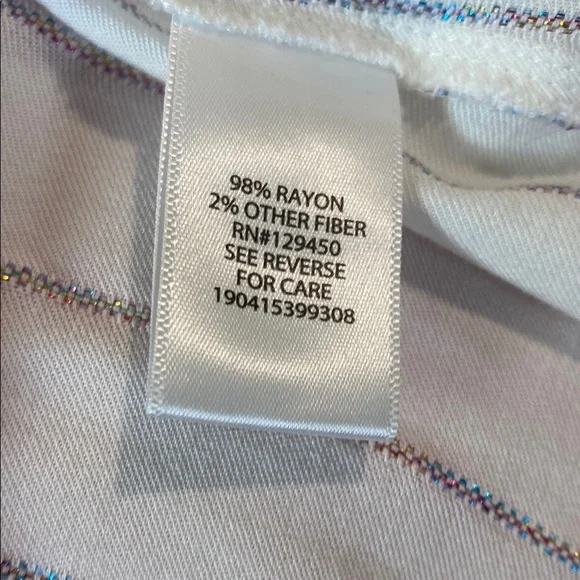 98% RAYON
2% OTHER FIBER
RN#129450
SEE REVERSE
FOR CARE
190415399308